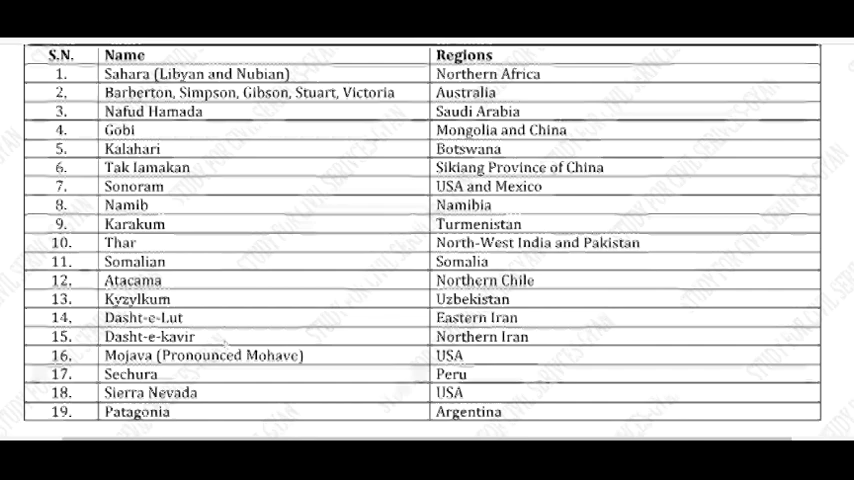 S.N. Name Regions
1. Sahara (Libyan and Nubian) Northern Africa
2. Barberton, Simpson, Gibson, Stuart, Victoria Australia
3. Nafud Hamada Saudi Arabia
4. Gobi Mongolia and China
5. Kalahari Botswana
6. Tak lamakan Sikiang Province of China
7. Sonoram USA and Mexico
8. Namib Namibia
9. Karakum Turmenistan
10. Thar North-West India and Pakistan
11. Somalian Somalia
12. Atacama Northern Chile
13. Kyzylkum Uzbekistan
14. Dasht-e-Lut Eastern Iran
15. Dasht-e-kavir Northern Iran
16. Mojava (Pronounced Mohave) USA
17. Sechura Peru
18. Sierra Nevada USA
19. Patagonia Argentina